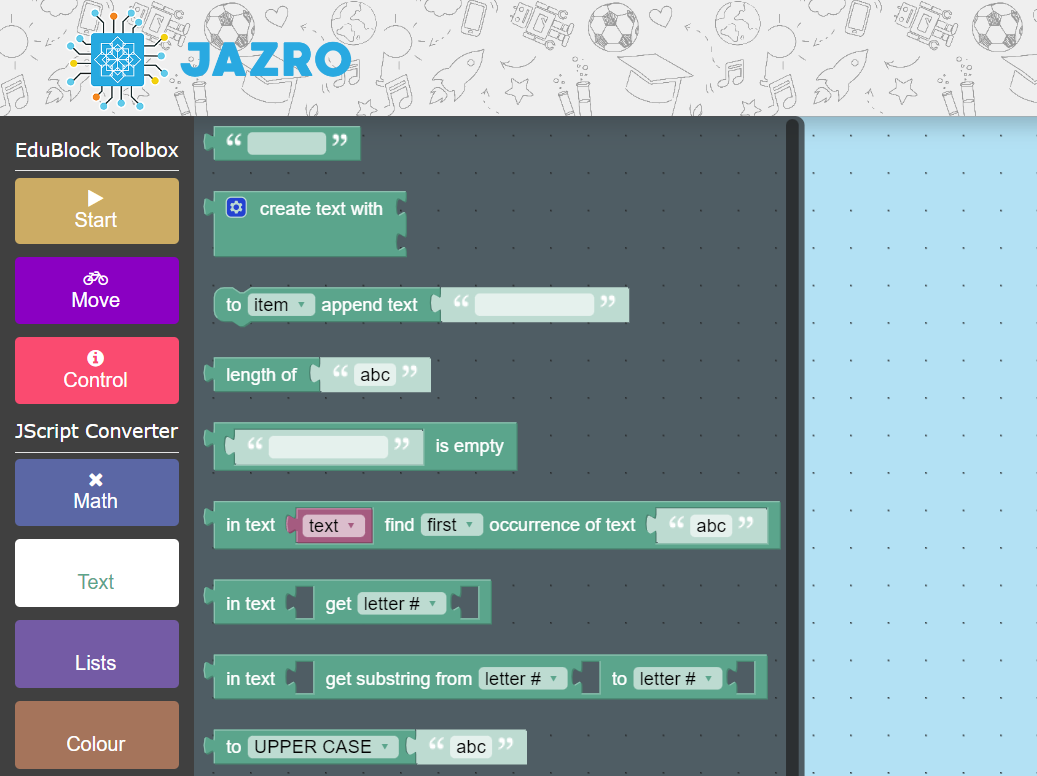 JAZRO
EduBlock Toolbox
Start
Move
Control
JScript Converter
Math
Text
Lists
Colour
“ ”
create text with
to item append text “ ”
length of “ abc ”
“ ” is empty
in text text find first occurrence of text “ abc ”
in text get letter #
in text get substring from letter # to letter #
to UPPER CASE “ abc ”